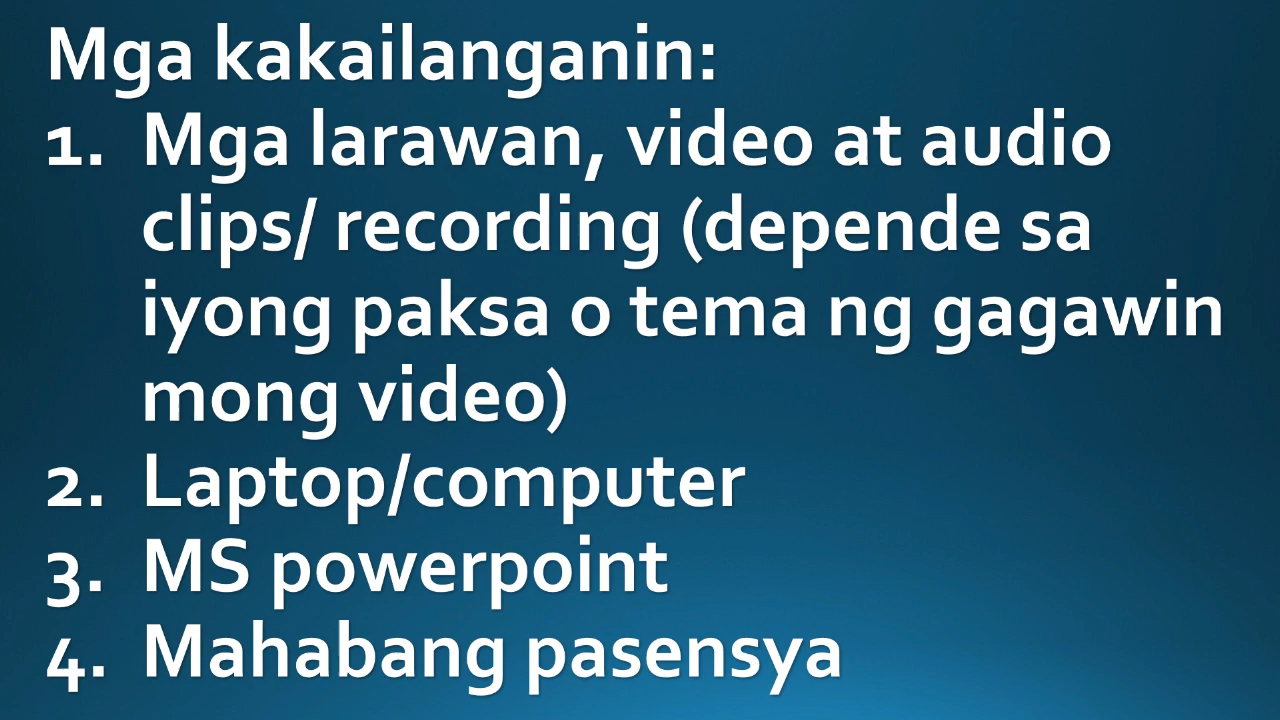 Mga kakailanganin:
1. Mga larawan, video at audio
clips/ recording (depende sa
iyong paksa o tema ng gagawin
mong video)
2. Laptop/computer
3. MS powerpoint
4. Mahabang pasensya